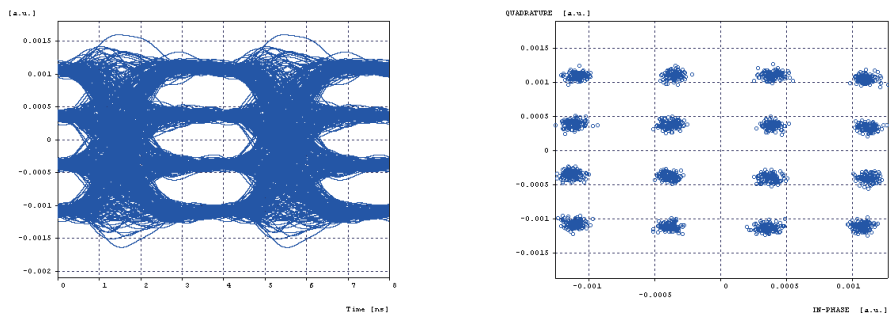 [a.u.]
0.0015
0.001
0.0005
0
-0.0005
-0.001
-0.0015
-0.002
0 1 2 3 4 5 6 7 8
Time [ns]
QUADRATURE [a.u.]
0.0015
0.001
0.0005
0
-0.0005
-0.001
-0.0015
-0.001 0 0.0005 0.001
-0.0005
IN-PHASE [a.u.]